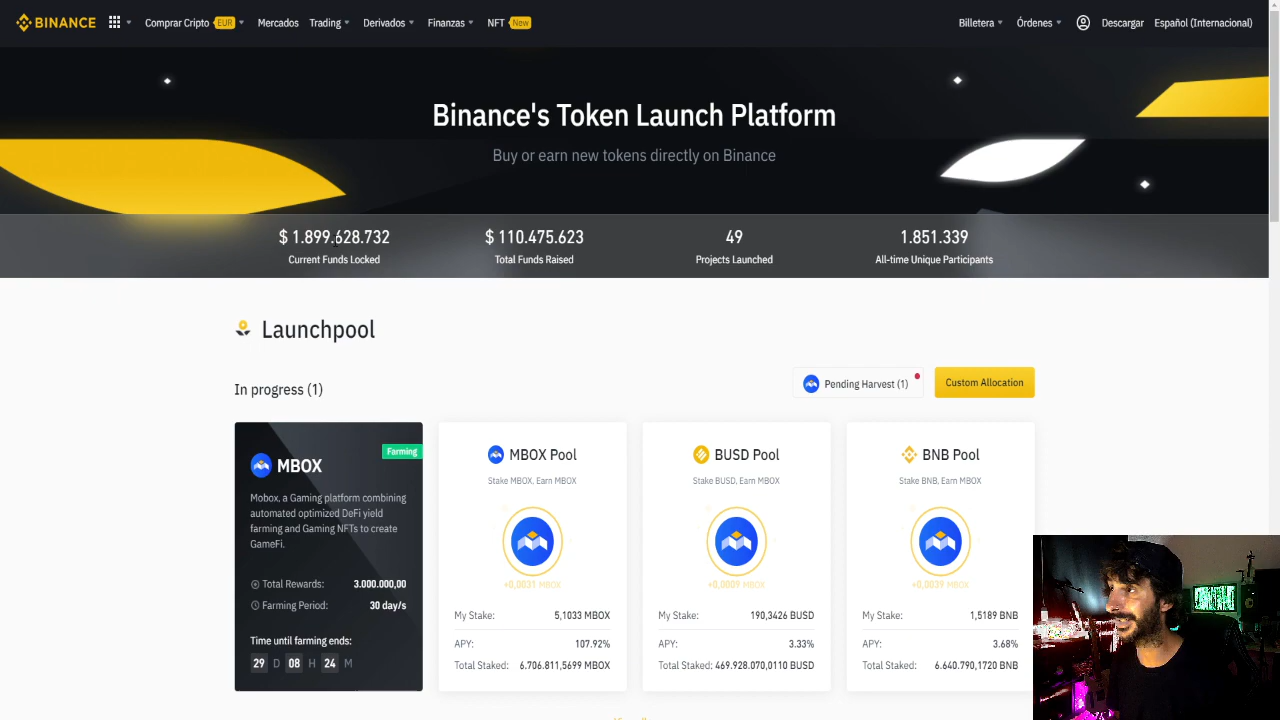 BINANCE Comprar Cripto EUR Mercados Trading Derivados Finanzas NFT New Billetera Órdenes Descargar Español (Internacional)
Binance's Token Launch Platform
Buy or earn new tokens directly on Binance
$ 1.899.628.732 $ 110.475.623 49 1.851.339
Current Funds Locked Total Funds Raised Projects Launched All-time Unique Participants
Launchpool
In progress (1) Pending Harvest (1) Custom Allocation
Farming
MBOX
Mobox, a Gaming platform combining
automated optimized DeFi yield
farming and Gaming NFTs to create
GameFi.
Total Rewards: 3.000.000,00
Farming Period: 30 day/s
Time until farming ends:
29 D 08 H 24 M
MBOX Pool
Stake MBOX, Earn MBOX
+0,0031 MBOX
My Stake: 5,1033 MBOX
APY: 107.92%
Total Staked: 6.706.811,5699 MBOX
BUSD Pool
Stake BUSD, Earn MBOX
+0,0009 MBOX
My Stake: 190,3426 BUSD
APY: 3.33%
Total Staked: 469.928.070,0110 BUSD
BNB Pool
Stake BNB, Earn MBOX
+0,0039 MBOX
My Stake: 1,5189 BNB
APY: 3.68%
Total Staked: 6.640.790,1720 BNB